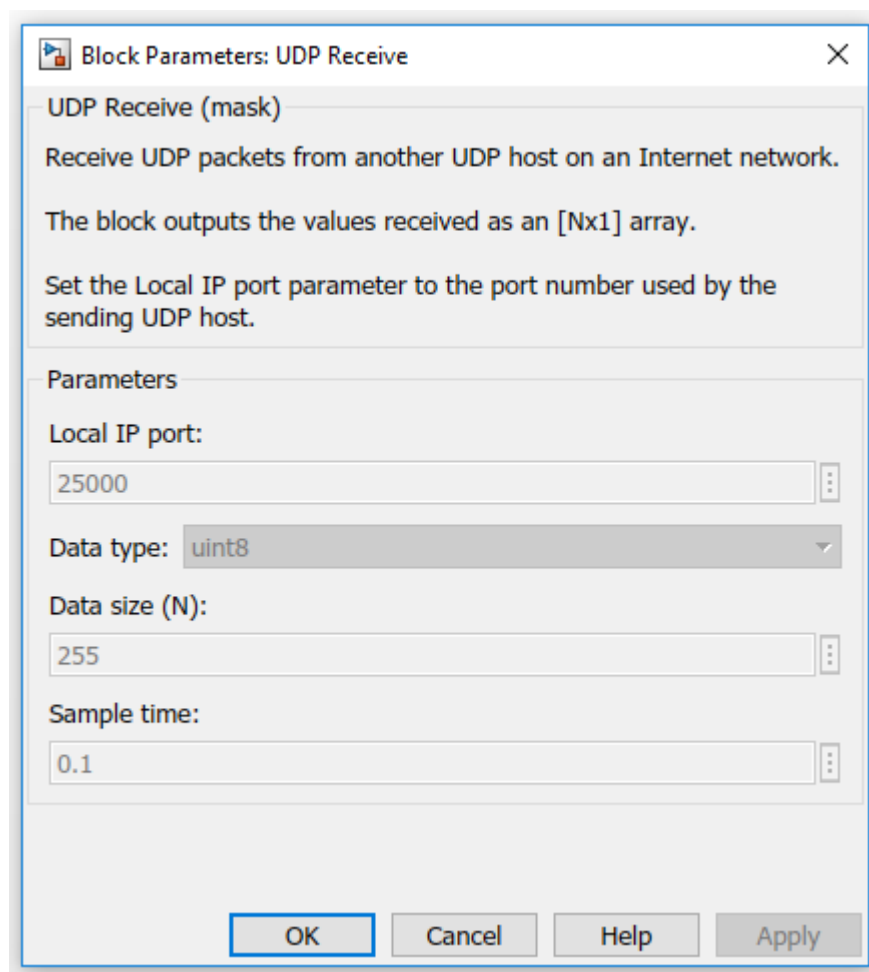 Block Parameters: UDP Receive
UDP Receive (mask)
Receive UDP packets from another UDP host on an Internet network.
The block outputs the values received as an [Nx1] array.
Set the Local IP port parameter to the port number used by the
sending UDP host.
Parameters
Local IP port:
25000
Data type: uint8
Data size (N):
255
Sample time:
0.1
OK Cancel Help Apply